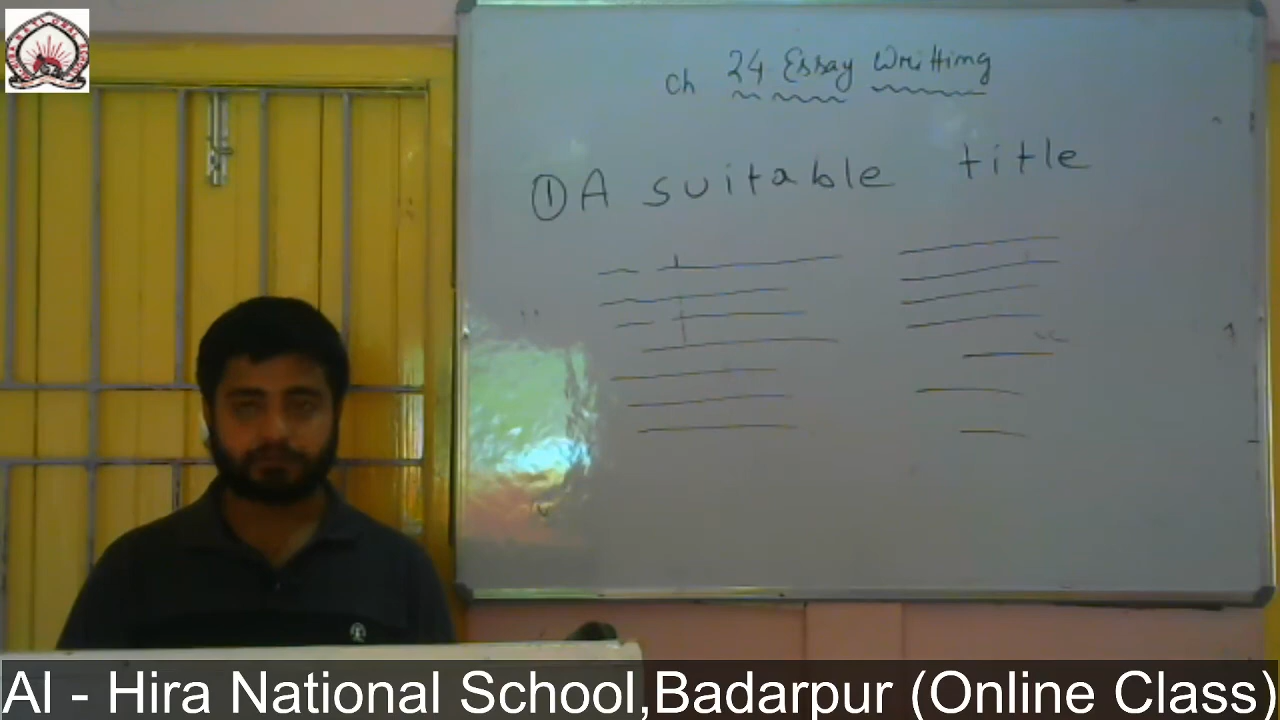 ch 24 Essay Writting
① A suitable title
Al - Hira National School,Badarpur (Online Class)